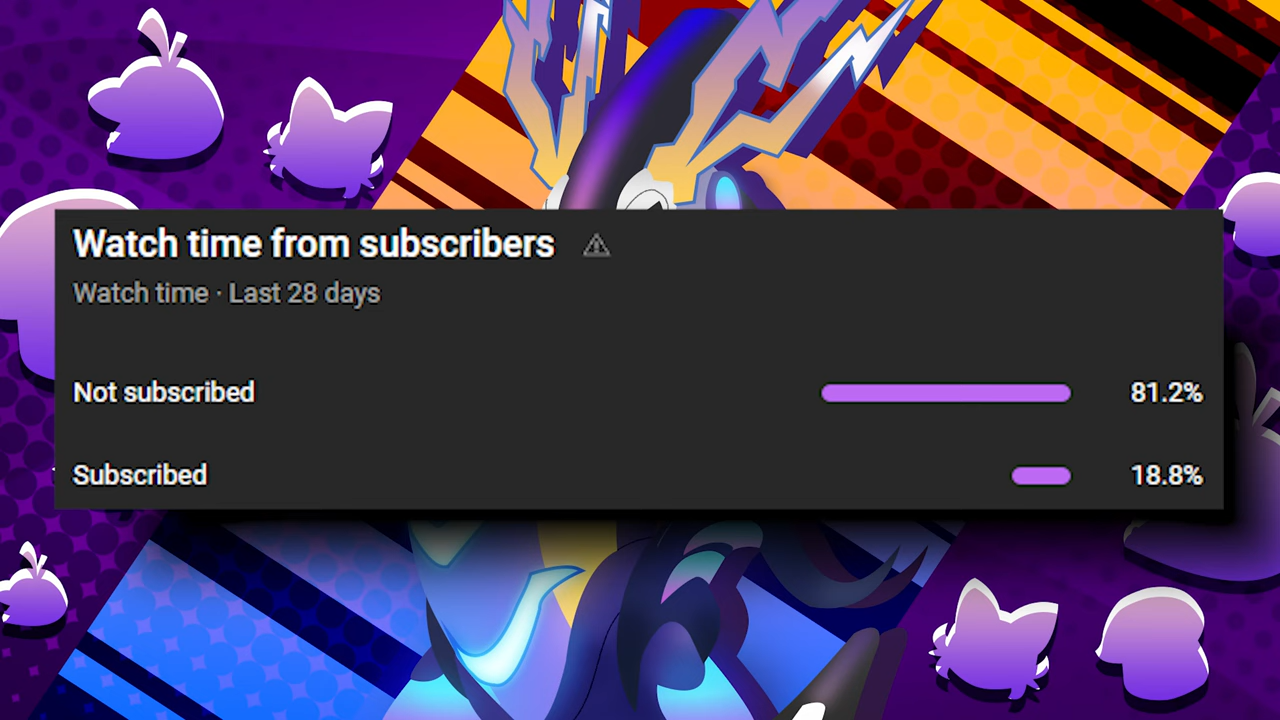 Watch time from subscribers
Watch time · Last 28 days
Not subscribed 81.2%
Subscribed 18.8%